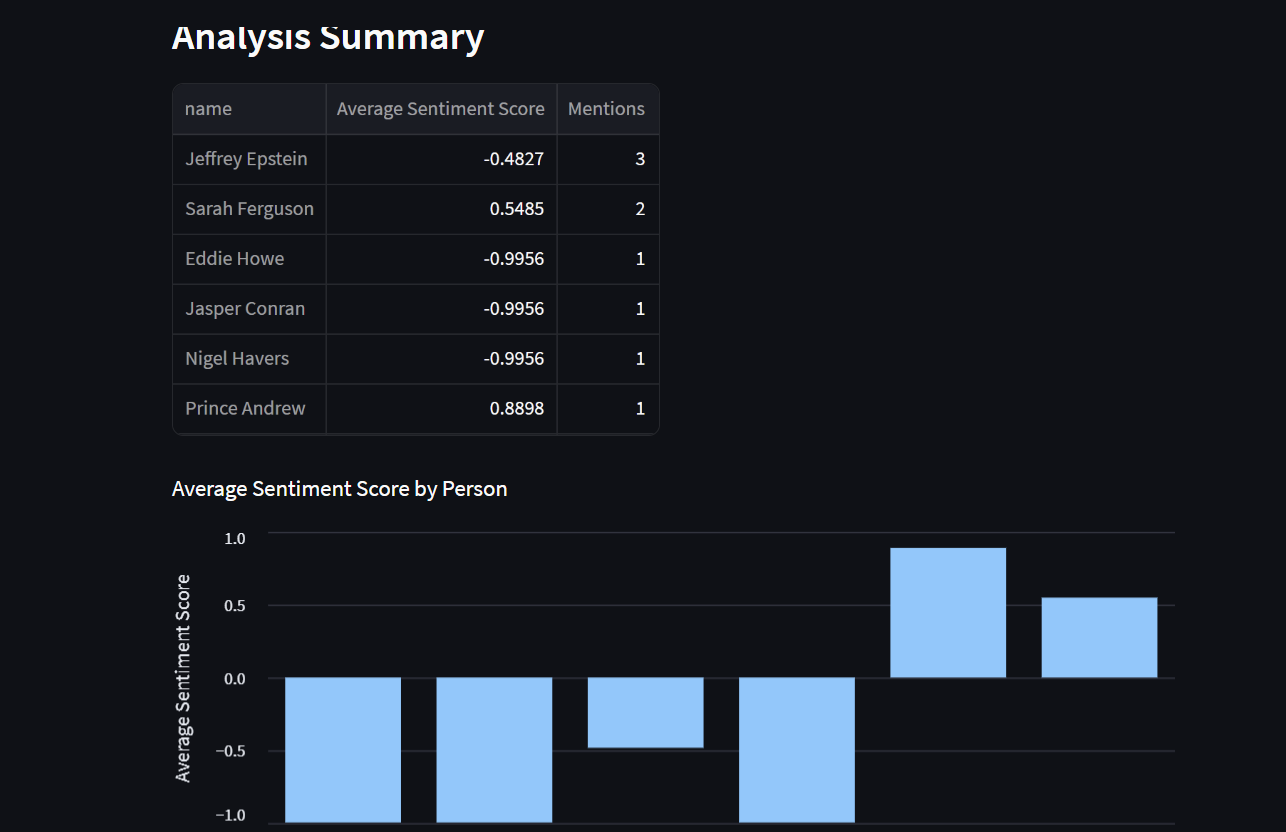 Analysis Summary
name Average Sentiment Score Mentions
Jeffrey Epstein -0.4827 3
Sarah Ferguson 0.5485 2
Eddie Howe -0.9956 1
Jasper Conran -0.9956 1
Nigel Havers -0.9956 1
Prince Andrew 0.8898 1
Average Sentiment Score by Person
Average Sentiment Score
1.0
0.5
0.0
−0.5
−1.0